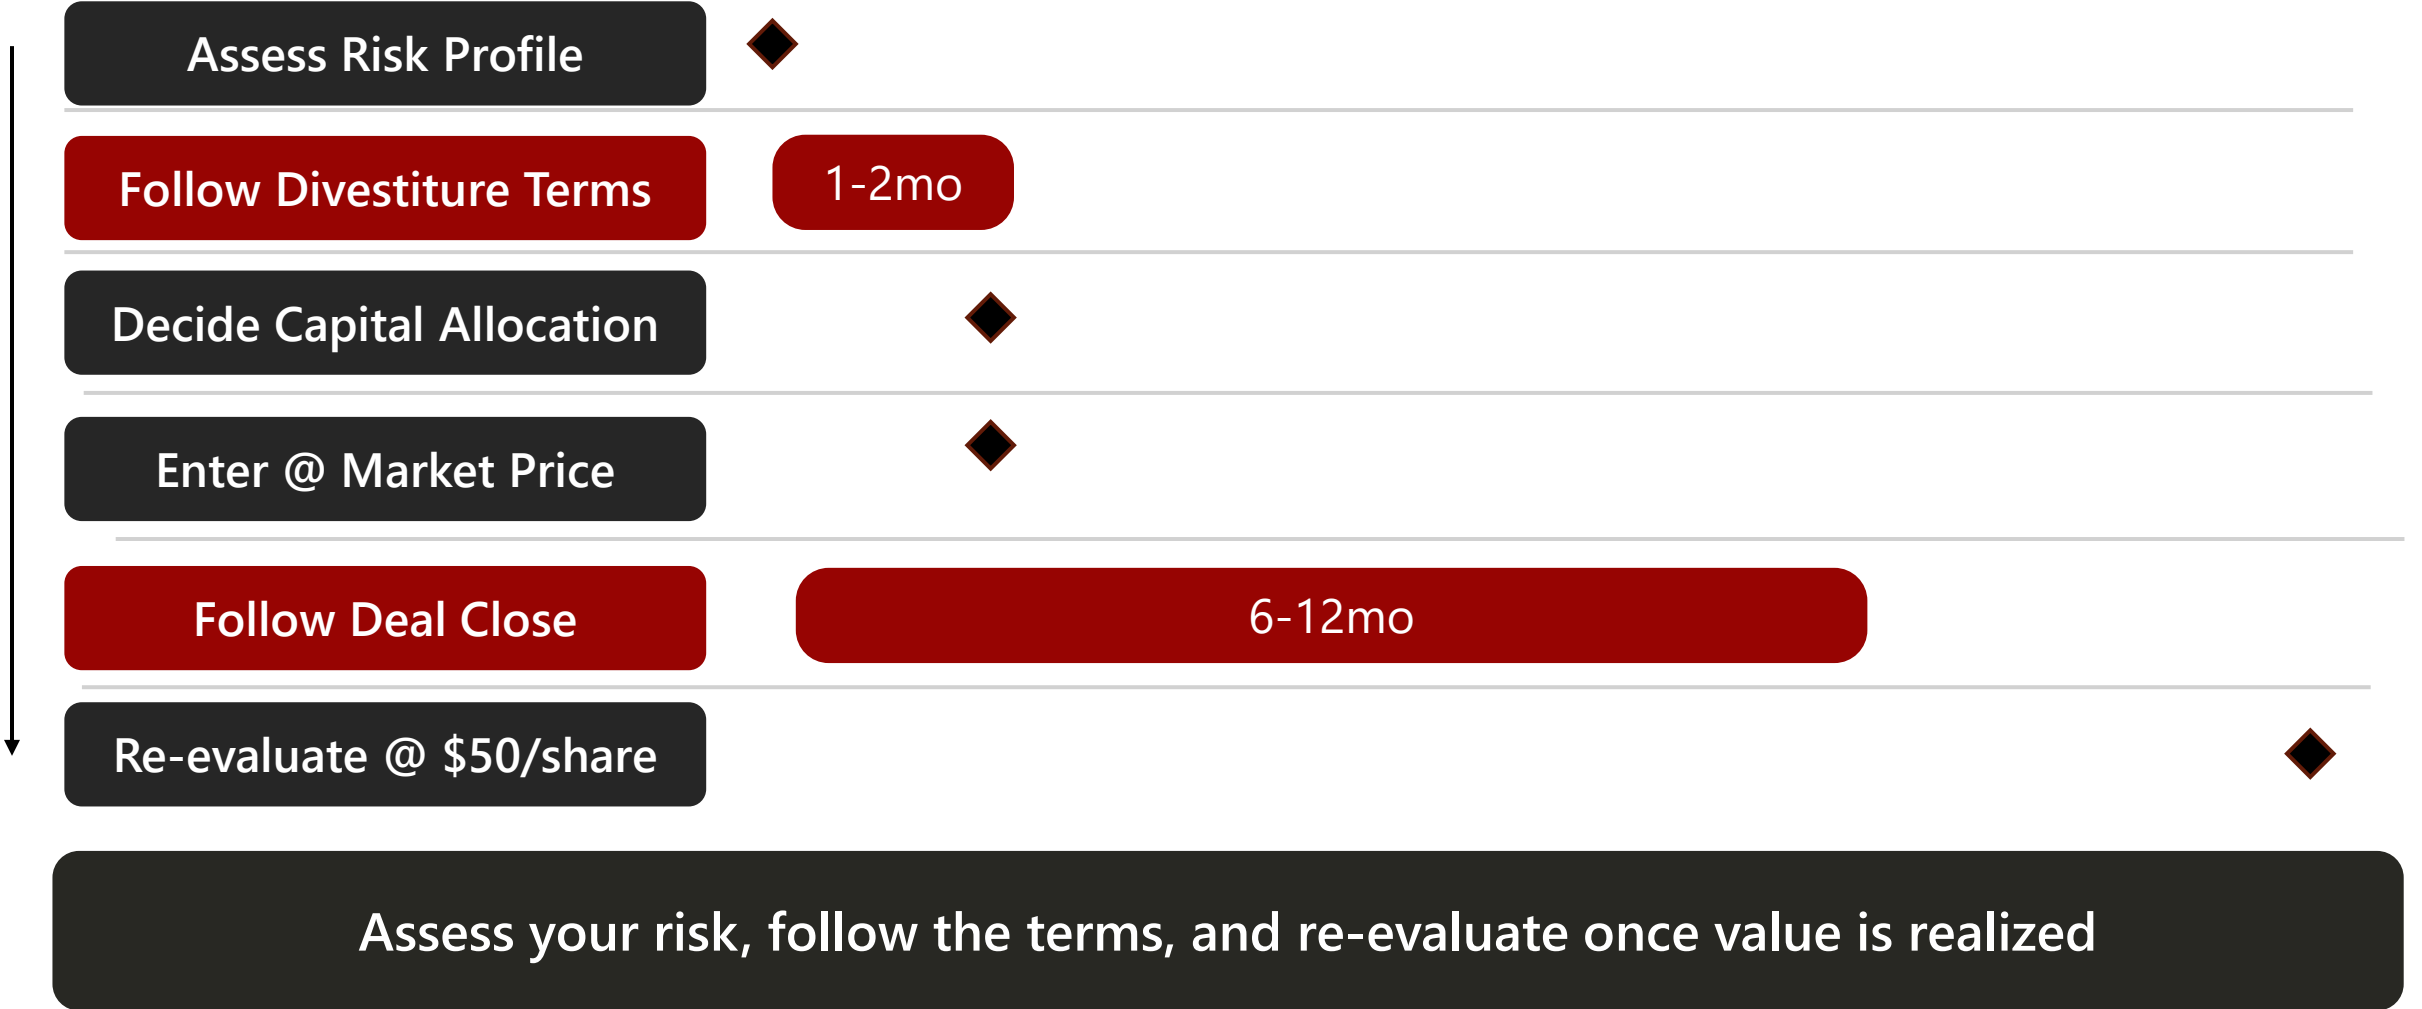 Assess Risk Profile
Follow Divestiture Terms
1-2mo
Decide Capital Allocation
Enter @ Market Price
Follow Deal Close
6-12mo
Re-evaluate @ $50/share
Assess your risk, follow the terms, and re-evaluate once value is realized